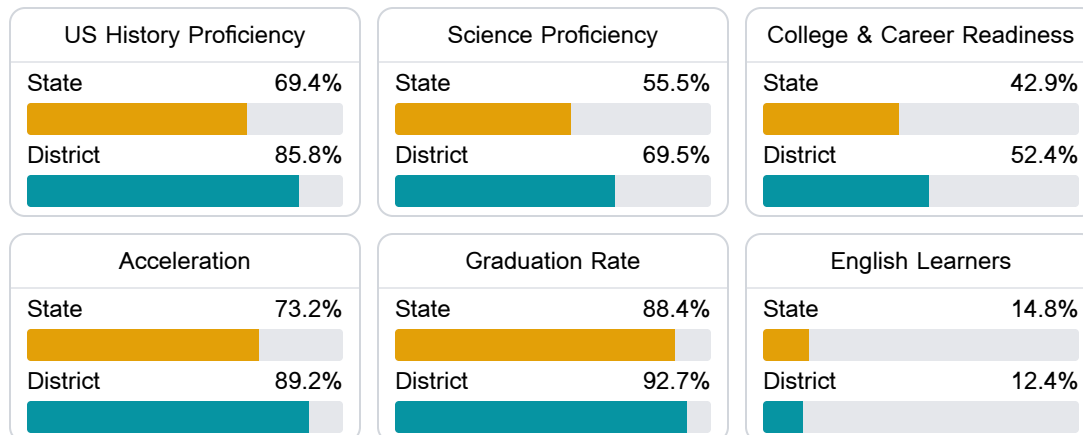 US History Proficiency
State 69.4%
District 85.8%
Science Proficiency
State 55.5%
District 69.5%
College & Career Readiness
State 42.9%
District 52.4%
Acceleration
State 73.2%
District 89.2%
Graduation Rate
State 88.4%
District 92.7%
English Learners
State 14.8%
District 12.4%